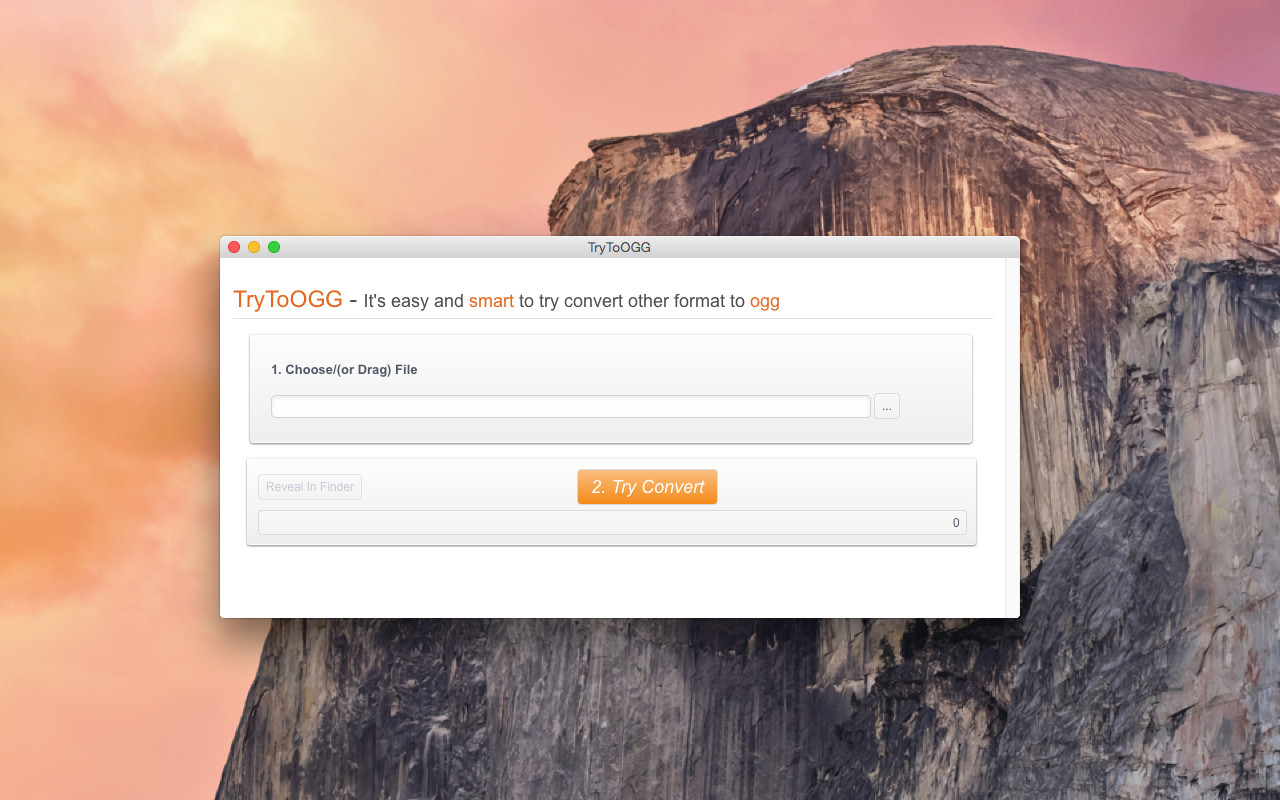 TryToOGG
TryToOGG - It's easy and smart to try convert other format to ogg
1. Choose/(or Drag) File
...
Reveal In Finder
2. Try Convert
0